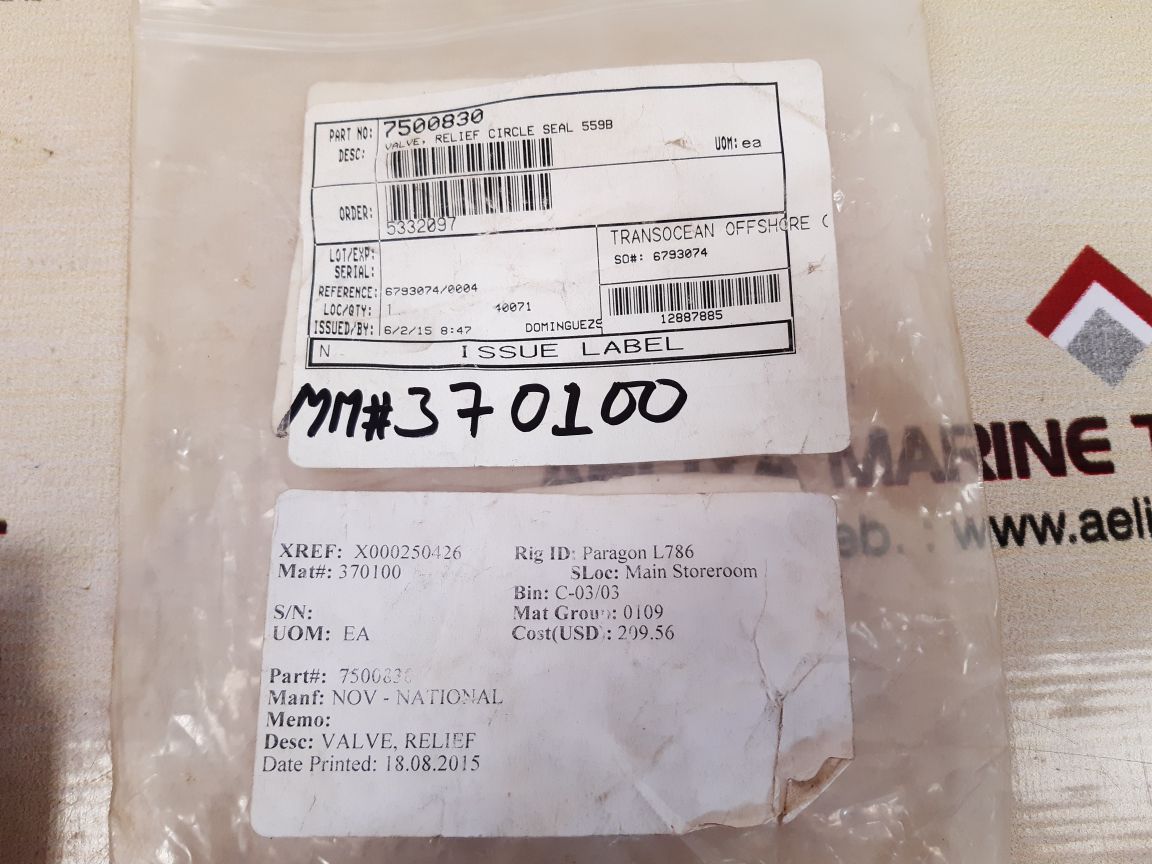 PART NO: 7500830
DESC: VALVE, RELIEF CIRCLE SEAL 559B
UOM: ea
ORDER: 5332097
TRANSOCEAN OFFSHORE
SO#: 6793074
12887885
LOT/EXP:
SERIAL:
REFERENCE: 6793074/0004
LOC/QTY: 1 40071
ISSUED/BY: 6/2/15 8:47 DOMINGUEZS
N ISSUE LABEL
MM#370100
XREF: X000250426
Mat#: 370100
S/N:
UOM: EA
Part#:
Manf: NOV - NATIONAL
Memo:
Desc: VALVE, RELIEF
Date Printed: 18.08.2015
Rig ID: Paragon L786
SLoc: Main Storeroom
Bin: C-03/03
Mat Group: 0109
Cost(USD): 209.56
MARINE T
www.aeli